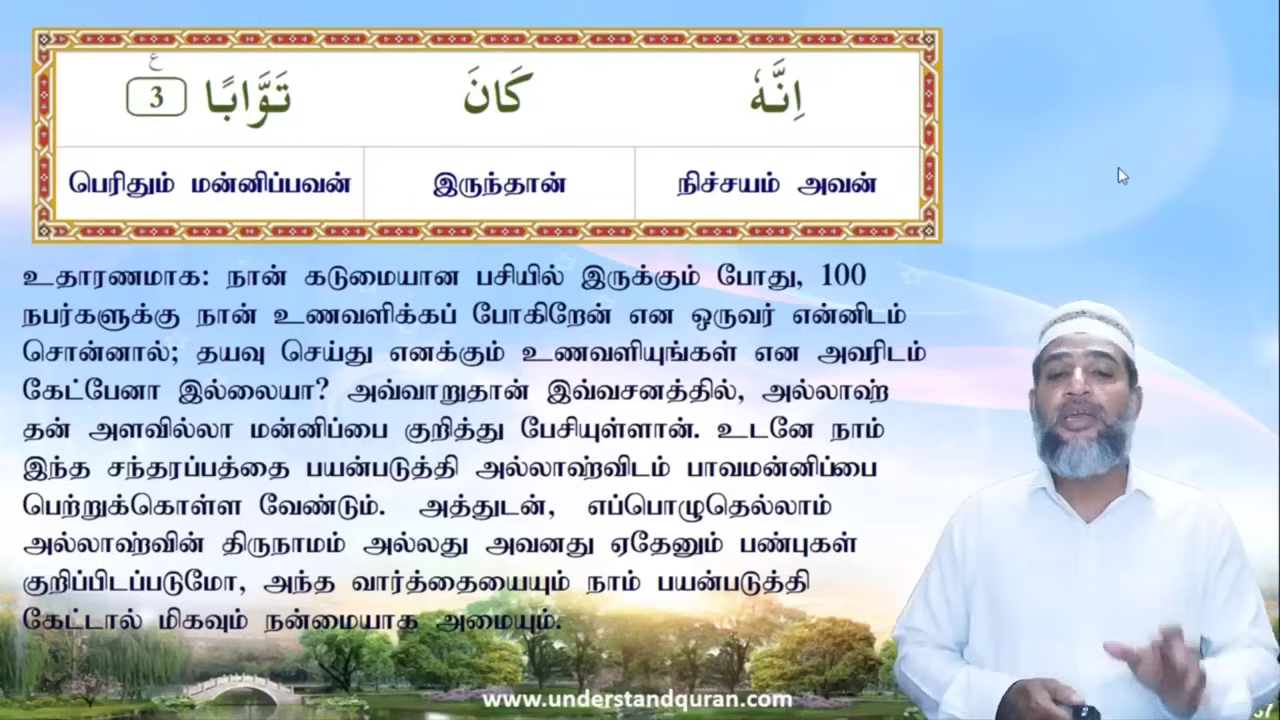 اِنَّهٗ كَانَ تَوَّابًا ع 3
நிச்சயம் அவன் இருந்தான் பெரிதும் மன்னிப்பவன்
உதாரணமாக: நான் கடுமையான பசியில் இருக்கும் போது, 100
நபர்களுக்கு நான் உணவளிக்கப் போகிறேன் என ஒருவர் என்னிடம்
சொன்னால்; தயவு செய்து எனக்கும் உணவளியுங்கள் என அவரிடம்
கேட்பேனா இல்லையா? அவ்வாறுதான் இவ்வசனத்தில், அல்லாஹ்
தன் அளவில்லா மன்னிப்பை குறித்து பேசியுள்ளான். உடனே நாம்
இந்த சந்தரப்பத்தை பயன்படுத்தி அல்லாஹ்விடம் பாவமன்னிப்பை
பெற்றுக்கொள்ள வேண்டும். அத்துடன், எப்பொழுதெல்லாம்
அல்லாஹ்வின் திருநாமம் அல்லது அவனது ஏதேனும் பண்புகள்
குறிப்பிடப்படுமோ, அந்த வார்த்தையையும் நாம் பயன்படுத்தி
கேட்டால் மிகவும் நன்மையாக அமையும்.
www.understandquran.com